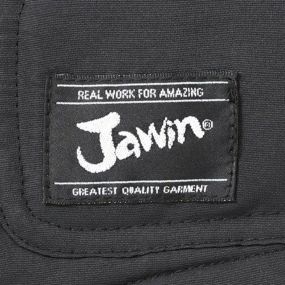 REAL WORK FOR AMAZING
Jawin®
GREATEST QUALITY GARMENT